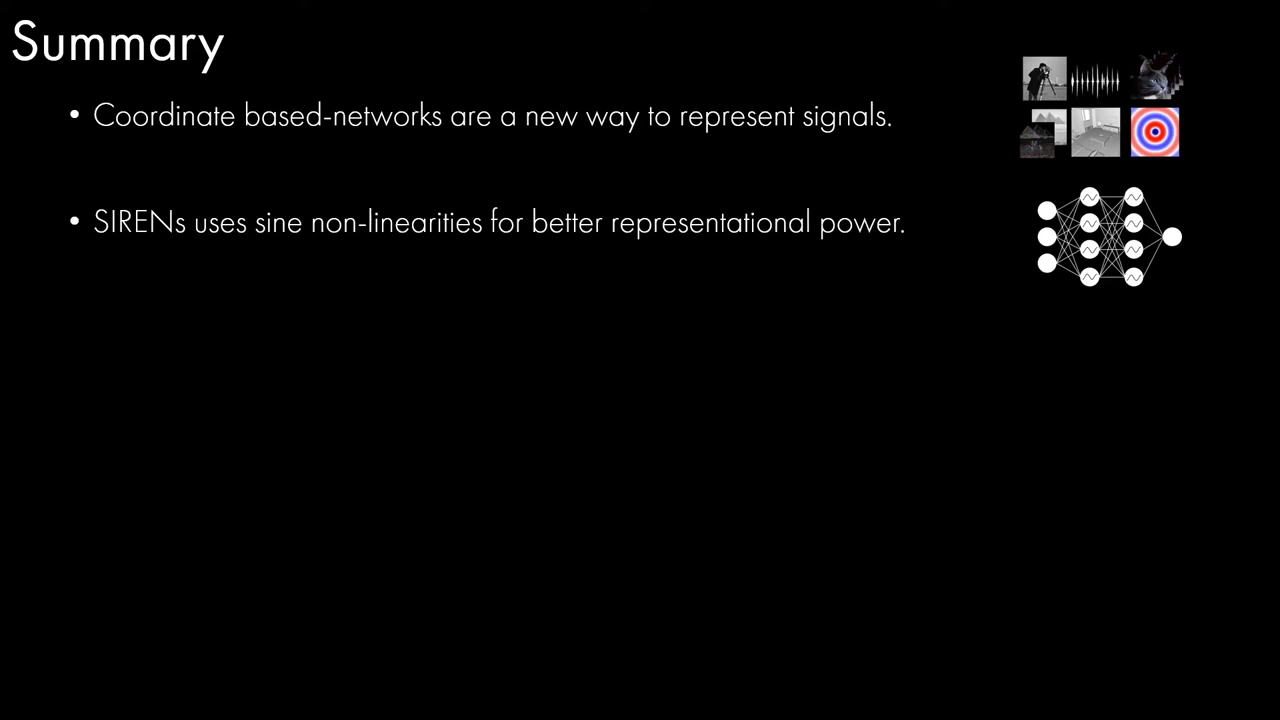 Summary
• Coordinate based-networks are a new way to represent signals.
• SIRENs uses sine non-linearities for better representational power.